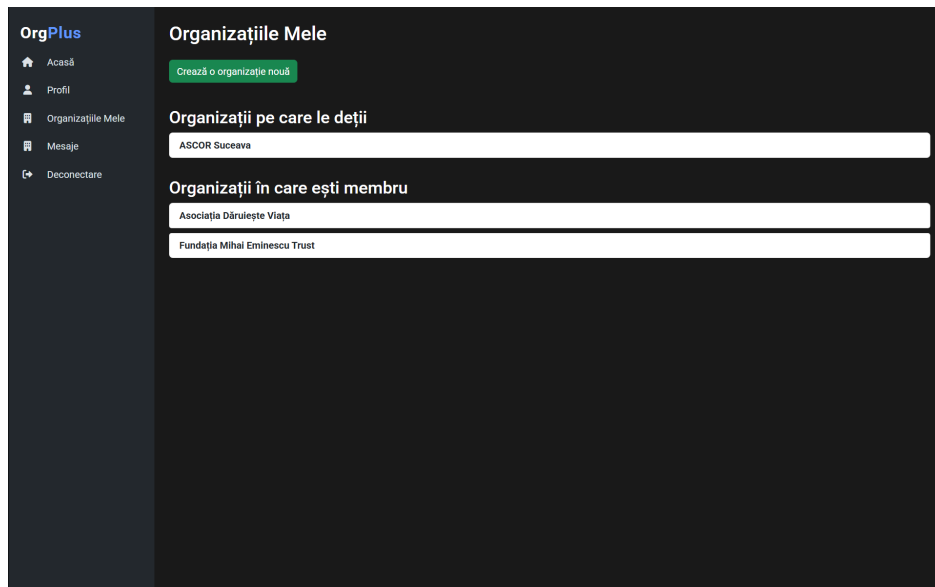 OrgPlus
Acasă
Profil
Organizațiile Mele
Mesaje
Deconectare
Organizațiile Mele
Crează o organizație nouă
Organizații pe care le deții
ASCOR Suceava
Organizații în care ești membru
Asociația Dăruiește Viața
Fundația Mihai Eminescu Trust